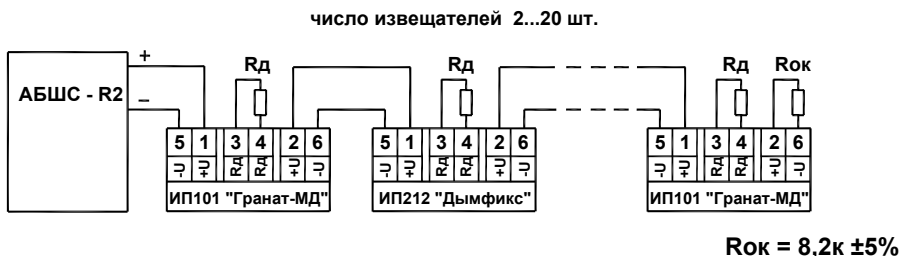 число извещателей 2...20 шт.
+
Rд
Rд
Rд Rок
АБШС - R2
–
5 1 3 4 2 6
5 1 3 4 2 6
5 1 3 4 2 6
-U +U Rд Rд +U -U
-U +U Rд Rд +U -U
-U +U Rд Rд +U -U
ИП101 "Гранат-МД"
ИП212 "Дымфикс"
ИП101 "Гранат-МД"
Rок = 8,2к ±5%